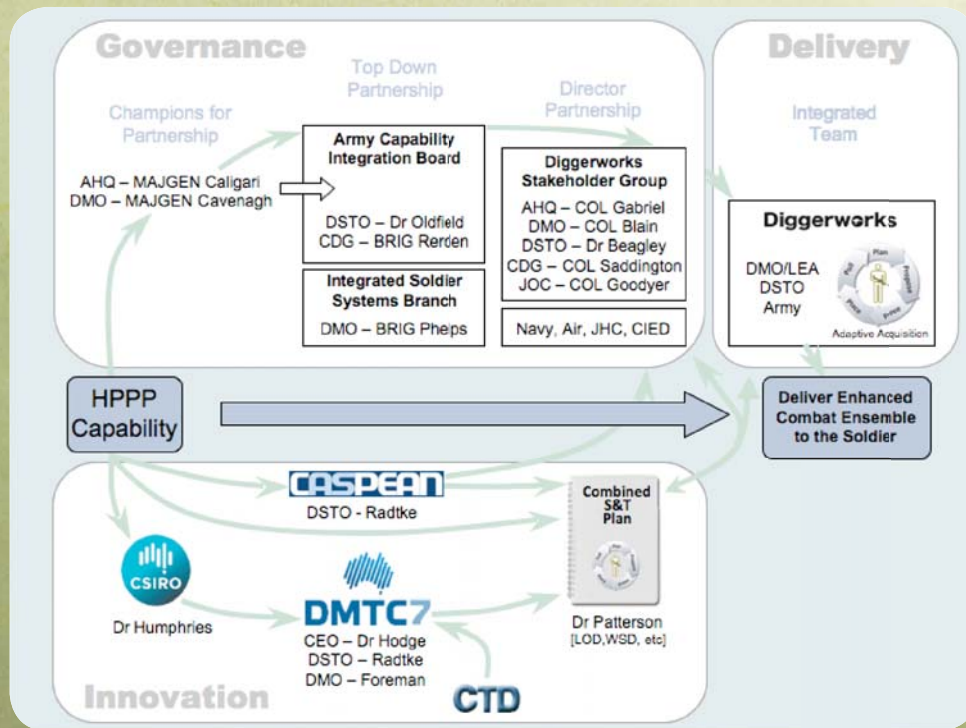 Governance
Champions for
Partnership
AHQ – MAJGEN Caligari
DMO – MAJGEN Cavenagh
Top Down
Partnership
Army Capability
Integration Board
DSTO – Dr Oldfield
CDG – BRIG Rerden
Integrated Soldier
Systems Branch
DMO – BRIG Phelps
Director
Partnership
Diggerworks
Stakeholder Group
AHQ – COL Gabriel
DMO – COL Blain
DSTO – Dr Beagley
CDG – COL Saddington
JOC – COL Goodyer
Navy, Air, JHC, CIED
Delivery
Integrated
Team
Diggerworks
DMO/LEA
DSTO
Army
Plan
Adaptive Acquisition
HPPP
Capability
Deliver Enhanced
Combat Ensemble
to the Soldier
CASPEAN
DSTO - Radtke
Combined
S&T
Plan
Dr Patterson
[LOD,WSD, etc]
CSIRO
Dr Humphries
DMTC7
CEO – Dr Hodge
DSTO – Radtke
DMO – Foreman
CTD
Innovation